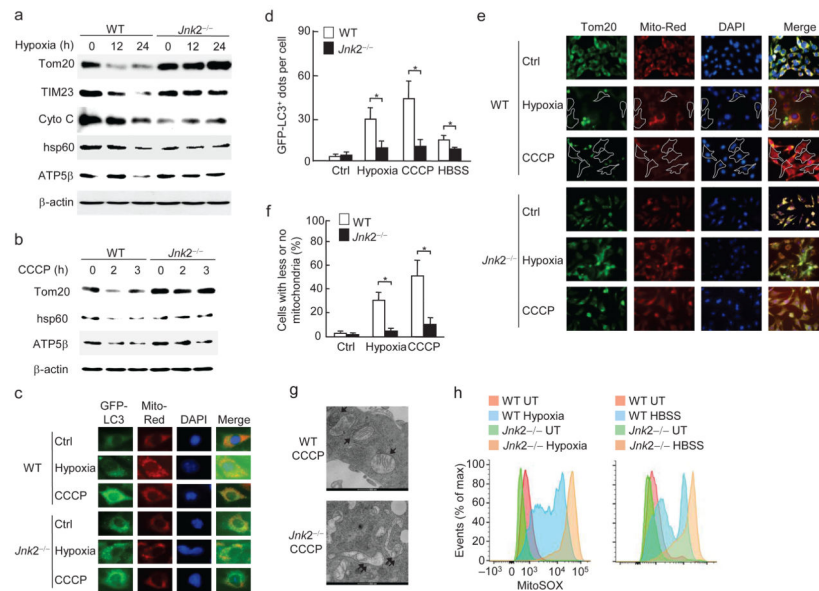 a
WT Jnk2−/−
Hypoxia (h) 0 12 24 0 12 24
Tom20
TIM23
Cyto C
hsp60
ATP5β
β-actin
b
WT Jnk2−/−
CCCP (h) 0 2 3 0 2 3
Tom20
hsp60
ATP5β
β-actin
c
GFP-LC3 Mito-Red DAPI Merge
WT
Ctrl
Hypoxia
CCCP
Jnk2−/−
Ctrl
Hypoxia
CCCP
d
WT
Jnk2−/−
GFP-LC3+ dots per cell
90
60
30
0
* * *
Ctrl Hypoxia CCCP HBSS
f
WT
Jnk2−/−
Cells with less or no mitochondria (%)
100
80
60
40
20
0
* *
Ctrl Hypoxia CCCP
e
Tom20 Mito-Red DAPI Merge
WT
Ctrl
Hypoxia
CCCP
Jnk2−/−
Ctrl
Hypoxia
CCCP
g
WT
CCCP
Jnk2−/−
CCCP
h
WT UT
WT Hypoxia
Jnk2−/− UT
Jnk2−/− Hypoxia
WT UT
WT HBSS
Jnk2−/− UT
Jnk2−/− HBSS
Events (% of max)
100
80
60
40
20
0
−10³ 0 10³ 10⁴ 10⁵
MitoSOX